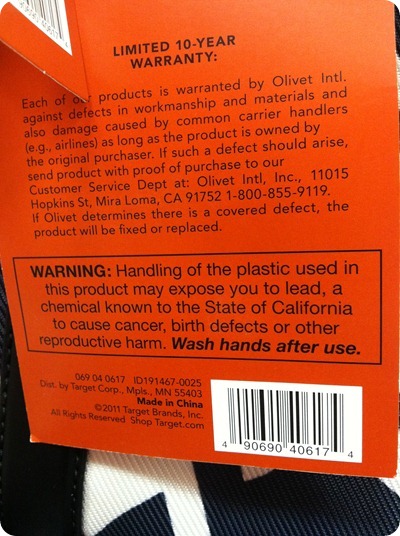 LIMITED 10-YEAR
WARRANTY:
Each of our products is warranted by Olivet Intl.
against defects in workmanship and materials and
also damage caused by common carrier handlers
(e.g., airlines) as long as the product is owned by
the original purchaser. If such a defect should arise,
send product with proof of purchase to our
Customer Service Dept at: Olivet Intl, Inc., 11015
Hopkins St, Mira Loma, CA 91752 1-800-855-9119.
If Olivet determines there is a covered defect, the
product will be fixed or replaced.
WARNING: Handling of the plastic used in
this product may expose you to lead, a
chemical known to the State of California
to cause cancer, birth defects or other
reproductive harm. Wash hands after use.
069 04 0617 ID191467-0025
Dist. by Target Corp., Mpls., MN 55403
Made in China
©2011 Target Brands, Inc.
All Rights Reserved Shop Target.com
4 90690 40617 4